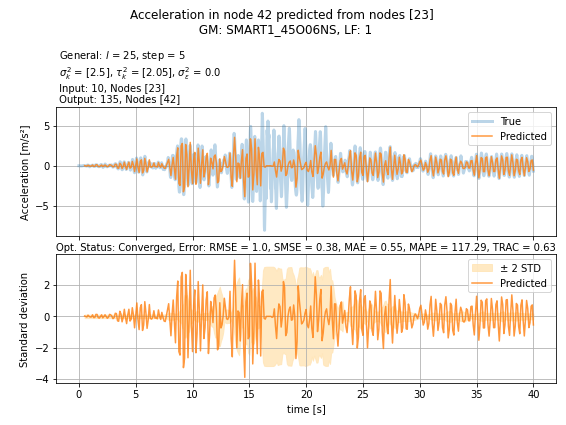 Acceleration in node 42 predicted from nodes [23]
GM: SMART1_45O06NS, LF: 1
General: l = 25, step = 5
σ²ₖ = [2.5], τ²ₖ = [2.05], σ²ε = 0.0
Input: 10, Nodes [23]
Output: 135, Nodes [42]
Acceleration [m/s²]
5
0
−5
True
Predicted
Opt. Status: Converged, Error: RMSE = 1.0, SMSE = 0.38, MAE = 0.55, MAPE = 117.29, TRAC = 0.63
Standard deviation
2
0
−2
−4
± 2 STD
Predicted
0 5 10 15 20 25 30 35 40
time [s]